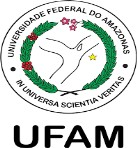 UNIVERSIDADE FEDERAL DO AMAZONAS
IN UNIVERSA SCIENTIA VERITAS
UFAM